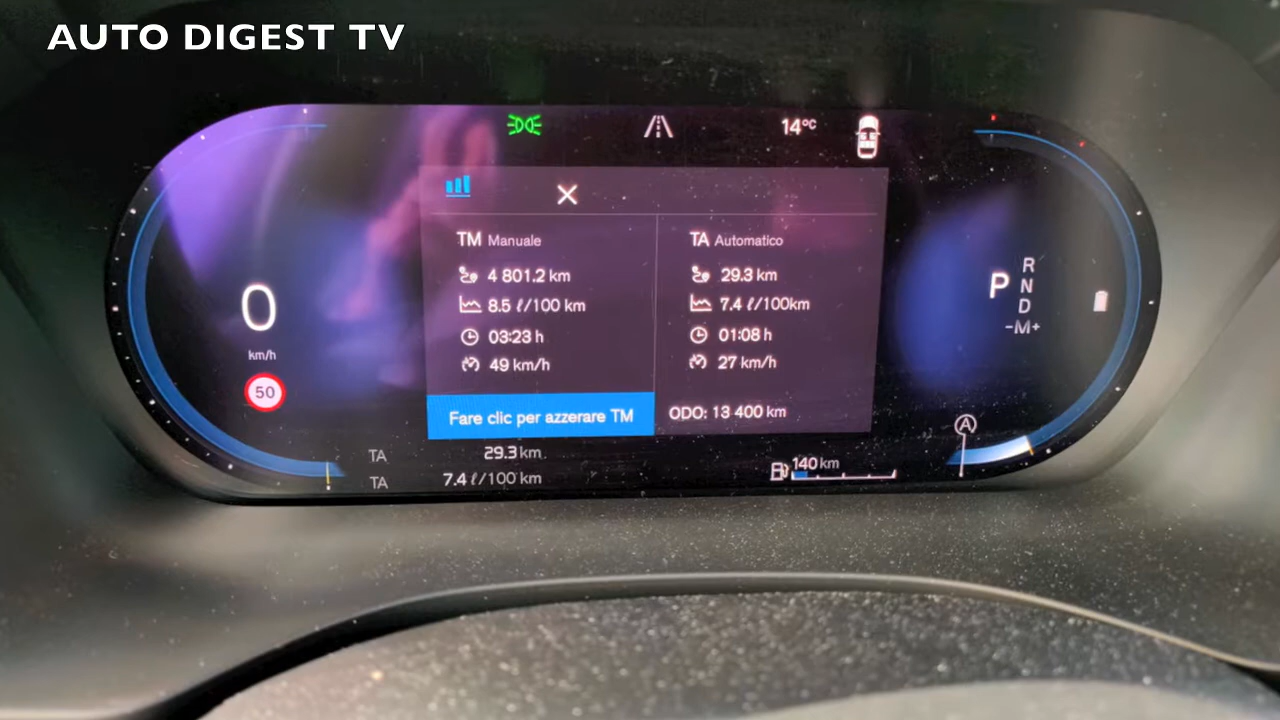 AUTO DIGEST TV
14°C
TM Manuale
4 801.2 km
8.5 ℓ/100 km
03:23 h
49 km/h
Fare clic per azzerare TM
TA Automatico
29.3 km
7.4 ℓ/100km
01:08 h
27 km/h
ODO: 13 400 km
0
km/h
50
P
R
N
D
-M+
A
TA 29.3 km
TA 7.4 ℓ/100 km
140 km